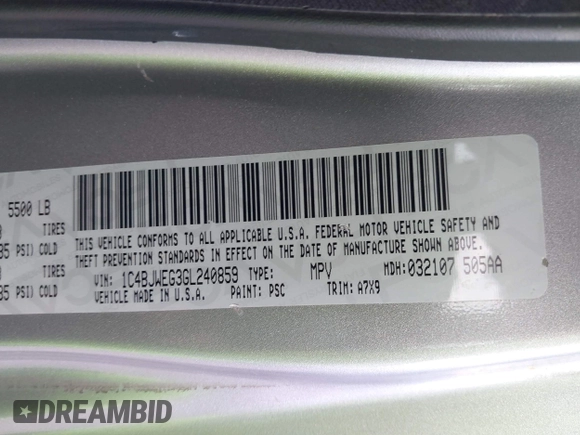 5500 LB
TIRES
PSI) COLD
TIRES
PSI) COLD
THIS VEHICLE CONFORMS TO ALL APPLICABLE U.S.A. FEDERAL MOTOR VEHICLE SAFETY AND
THEFT PREVENTION STANDARDS IN EFFECT ON THE DATE OF MANUFACTURE SHOWN ABOVE.
VIN: 1C4BJWEG3GL240859 TYPE: MPV MDH:032107 505AA
VEHICLE MADE IN U.S.A. PAINT: PSC TRIM: A7X9
DREAMBID